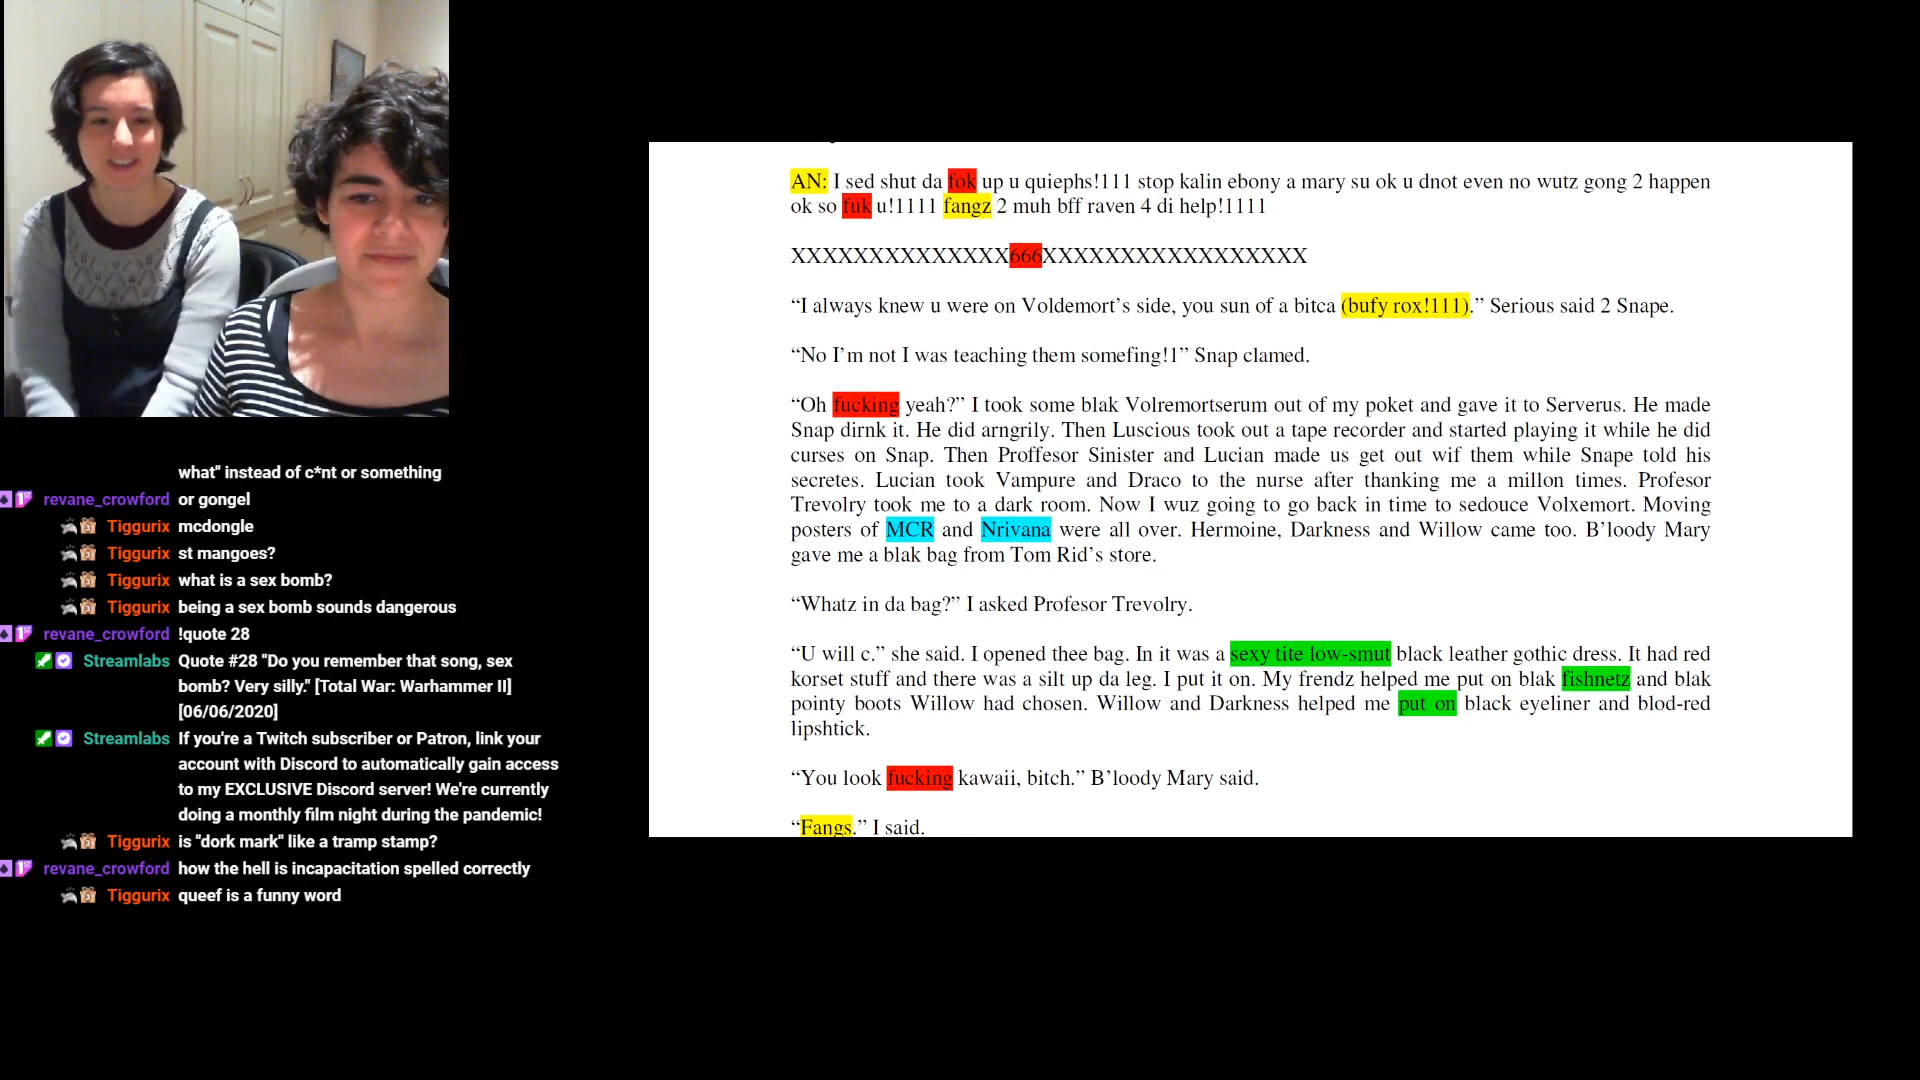 what" instead of c*nt or something
revane_crowford or gongel
Tiggurix mcdongle
Tiggurix st mangoes?
Tiggurix what is a sex bomb?
Tiggurix being a sex bomb sounds dangerous
revane_crowford !quote 28
Streamlabs Quote #28 "Do you remember that song, sex
bomb? Very silly." [Total War: Warhammer II]
[06/06/2020]
Streamlabs If you're a Twitch subscriber or Patron, link your
account with Discord to automatically gain access
to my EXCLUSIVE Discord server! We're currently
doing a monthly film night during the pandemic!
Tiggurix is "dork mark" like a tramp stamp?
revane_crowford how the hell is incapacitation spelled correctly
Tiggurix queef is a funny word
AN: I sed shut da fok up u quiephs!111 stop kalin ebony a mary su ok u dnot even no wutz gong 2 happen
ok so fuk u!1111 fangz 2 muh bff raven 4 di help!1111
XXXXXXXXXXXXXX666XXXXXXXXXXXXXXXXX
“I always knew u were on Voldemort’s side, you sun of a bitca (bufy rox!111).” Serious said 2 Snape.
“No I’m not I was teaching them somefing!1” Snap clamed.
“Oh fucking yeah?” I took some blak Volremortserum out of my poket and gave it to Serverus. He made
Snap dirnk it. He did arngrily. Then Luscious took out a tape recorder and started playing it while he did
curses on Snap. Then Proffesor Sinister and Lucian made us get out wif them while Snape told his
secretes. Lucian took Vampure and Draco to the nurse after thanking me a millon times. Profesor
Trevolry took me to a dark room. Now I wuz going to go back in time to sedouce Volxemort. Moving
posters of MCR and Nrivana were all over. Hermoine, Darkness and Willow came too. B’loody Mary
gave me a blak bag from Tom Rid’s store.
“Whatz in da bag?” I asked Profesor Trevolry.
“U will c.” she said. I opened thee bag. In it was a sexy tite low-smut black leather gothic dress. It had red
korset stuff and there was a silt up da leg. I put it on. My frendz helped me put on blak fishnetz and blak
pointy boots Willow had chosen. Willow and Darkness helped me put on black eyeliner and blod-red
lipshtick.
“You look fucking kawaii, bitch.” B’loody Mary said.
“Fangs.” I said.